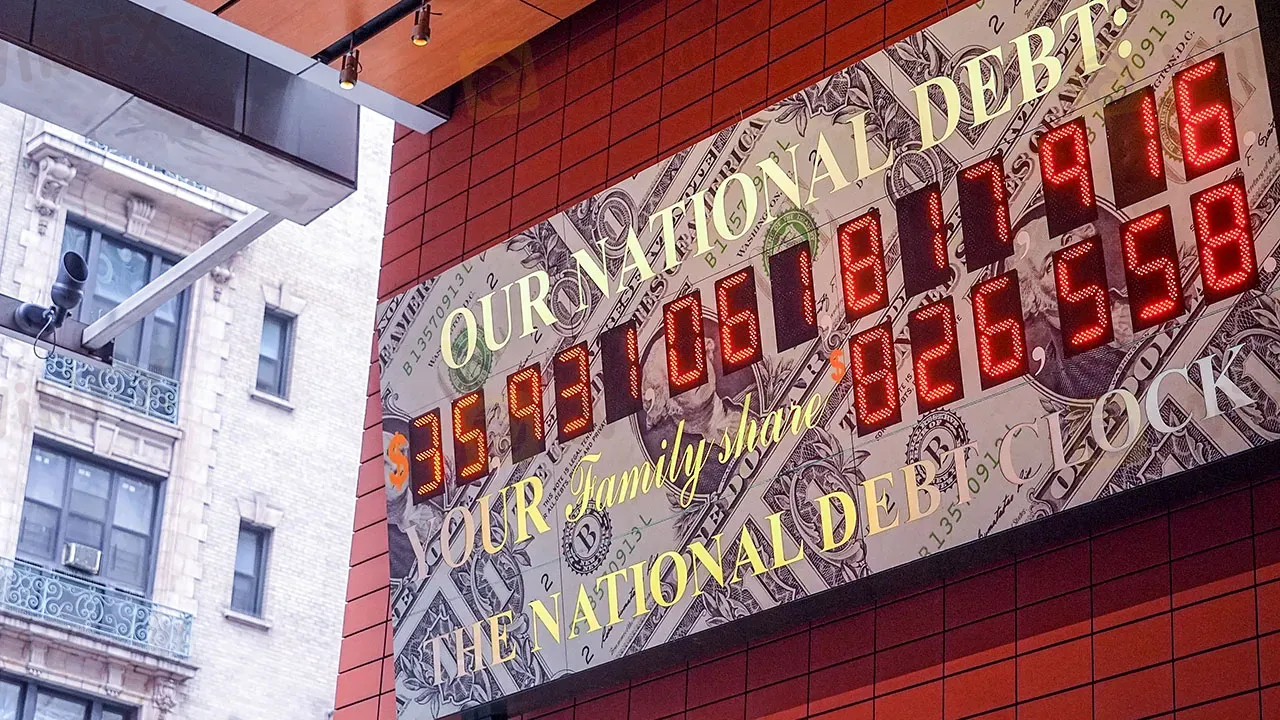 OUR NATIONAL DEBT:
$35,931,061,817,916
YOUR Family share $826,558
THE NATIONAL DEBT CLOCK